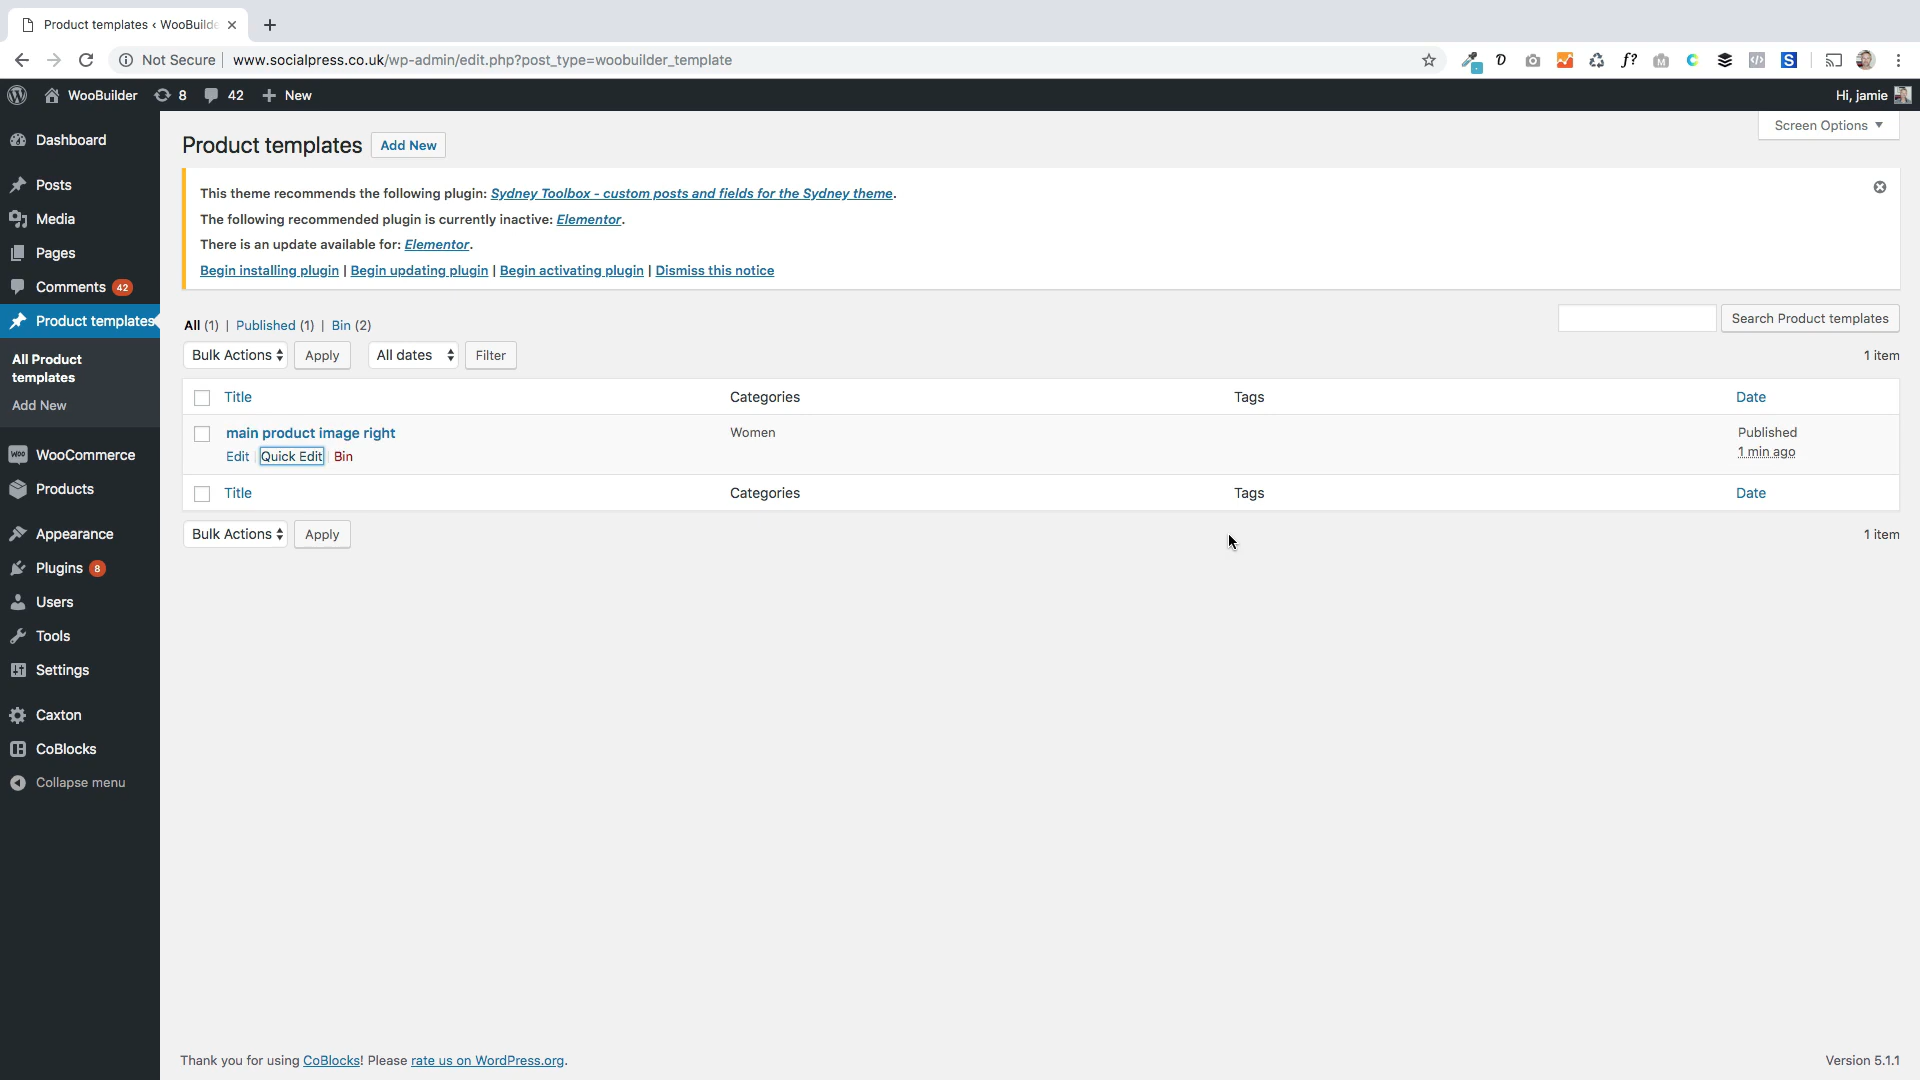 Product templates ‹ WooBuilde
Not Secure www.socialpress.co.uk/wp-admin/edit.php?post_type=woobuilder_template
WooBuilder 8 42 New Hi, jamie
Screen Options
Dashboard
Posts
Media
Pages
Comments 42
Product templates
All Product
templates
Add New
WooCommerce
Products
Appearance
Plugins 8
Users
Tools
Settings
Caxton
CoBlocks
Collapse menu
Product templates Add New
This theme recommends the following plugin: Sydney Toolbox - custom posts and fields for the Sydney theme.
The following recommended plugin is currently inactive: Elementor.
There is an update available for: Elementor.
Begin installing plugin | Begin updating plugin | Begin activating plugin | Dismiss this notice
All (1) | Published (1) | Bin (2)
Search Product templates
Bulk Actions Apply All dates Filter 1 item
Title Categories Tags Date
main product image right Women Published
Edit | Quick Edit | Bin 1 min ago
Title Categories Tags Date
Bulk Actions Apply 1 item
Thank you for using CoBlocks! Please rate us on WordPress.org. Version 5.1.1